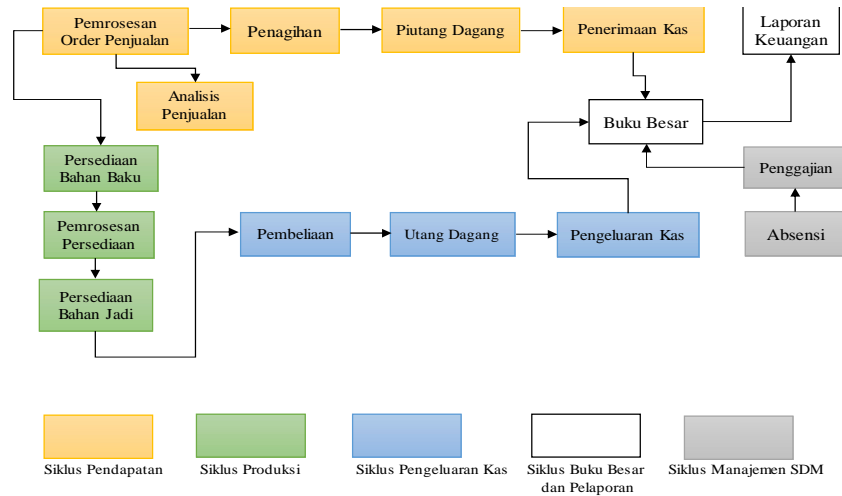 Pemrosesan
Order Penjualan
Penagihan
Piutang Dagang
Penerimaan Kas
Laporan
Keuangan
Analisis
Penjualan
Buku Besar
Persediaan
Bahan Baku
Penggajian
Pemrosesan
Persediaan
Pembeliaan
Utang Dagang
Pengeluaran Kas
Absensi
Persediaan
Bahan Jadi
Siklus Pendapatan
Siklus Produksi
Siklus Pengeluaran Kas
Siklus Buku Besar
dan Pelaporan
Siklus Manajemen SDM